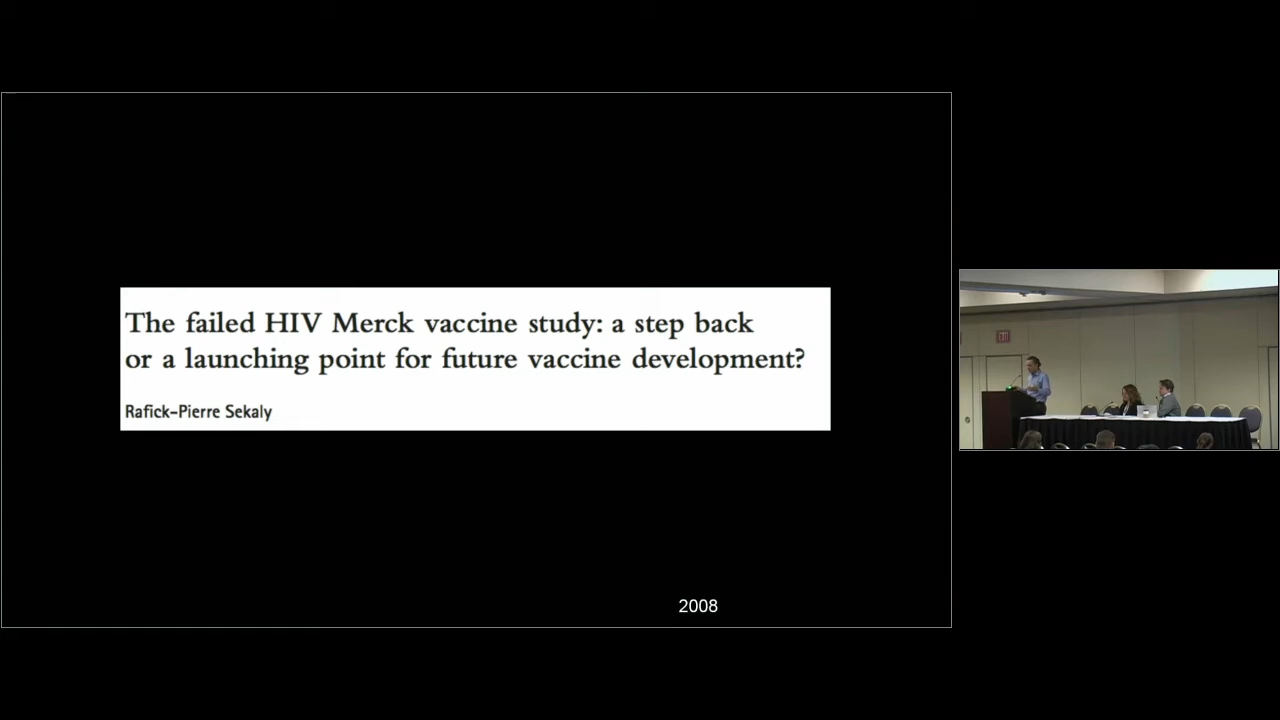 The failed HIV Merck vaccine study: a step back
or a launching point for future vaccine development?
Rafick-Pierre Sekaly
2008